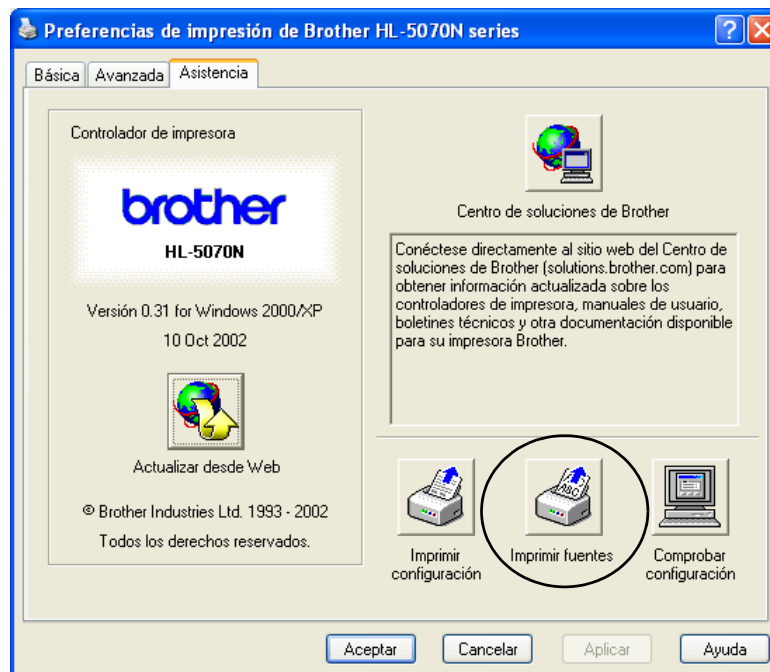 Preferencias de impresión de Brother HL-5070N series
Básica
Avanzada
Asistencia
Controlador de impresora
brother
HL-5070N
Versión 0.31 for Windows 2000/XP
10 Oct 2002
Actualizar desde Web
© Brother Industries Ltd. 1993 - 2002
Todos los derechos reservados.
Centro de soluciones de Brother
Conéctese directamente al sitio web del Centro de
soluciones de Brother (solutions.brother.com) para
obtener información actualizada sobre los
controladores de impresora, manuales de usuario,
boletines técnicos y otra documentación disponible
para su impresora Brother.
ABC
Imprimir
configuración
Imprimir fuentes
Comprobar
configuración
Aceptar
Cancelar
Aplicar
Ayuda